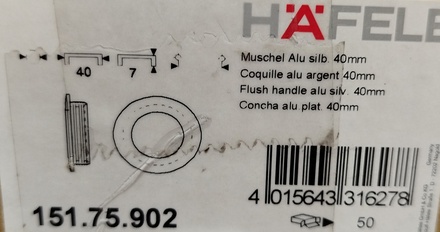 HÄFELE
40
7
Muschel Alu silb. 40mm
Coquille alu argent 40mm
Flush handle alu silv. 40mm
Concha alu plat. 40mm
4 015643 316278
151.75.902
50